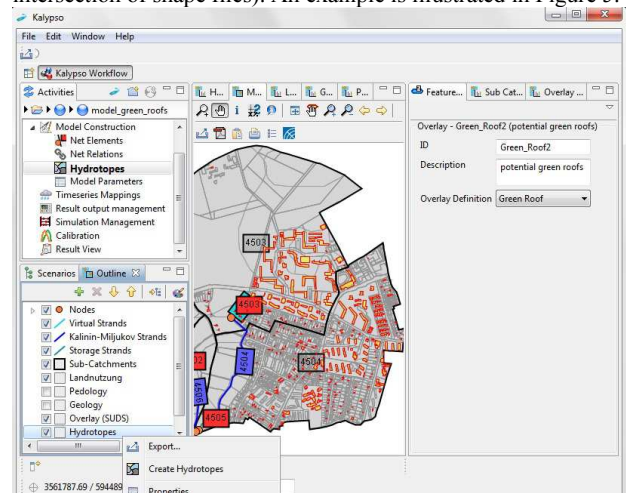 intersection of shape files). An example is illustrated in Figure 3.
Kalypso
File Edit Window Help
Kalypso Workflow
Activities
model_green_roofs
Model Construction
Net Elements
Net Relations
Hydrotopes
Model Parameters
Timeseries Mappings
Result output management
Simulation Management
Calibration
Result View
Scenarios Outline
Nodes
Virtual Strands
Kalinin-Miljukov Strands
Storage Strands
Sub-Catchments
Landnutzung
Pedology
Geology
Overlay (SUDS)
Hydrotopes
Export...
Create Hydrotopes
Properties
3561787.69 / 594489
H... M... L... G... P...
4503
4503
4504
4504
4505
Feature... Sub Cat... Overlay ...
Overlay - Green_Roof2 (potential green roofs)
ID Green_Roof2
Description potential green roofs
Overlay Definition Green Roof